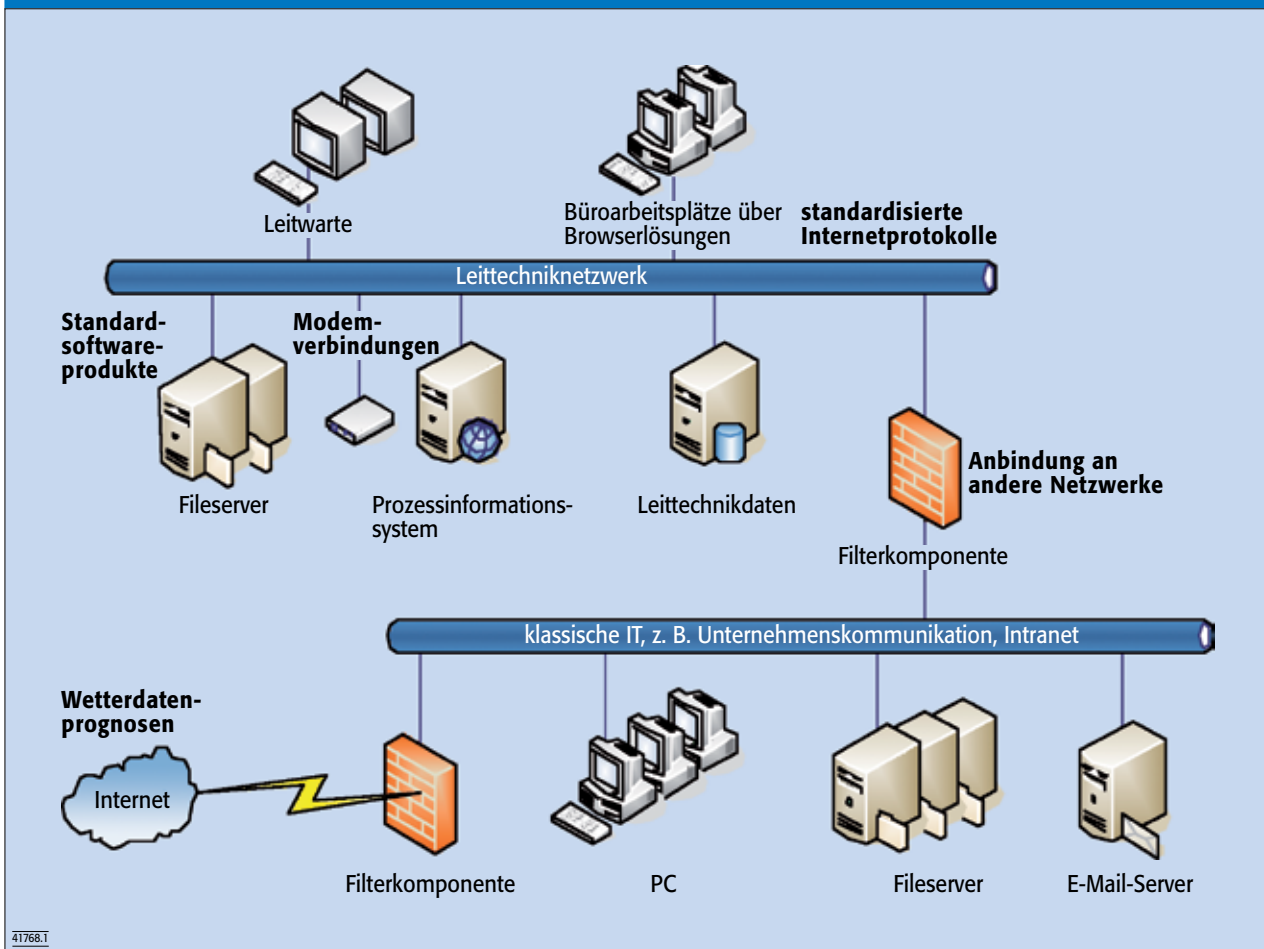 Leitwarte
Büroarbeitsplätze über
Browserlösungen
standardisierte
Internetprotokolle
Leittechniknetzwerk
Standard-
software-
produkte
Modem-
verbindungen
Fileserver
Prozessinformations-
system
Leittechnikdaten
Anbindung an
andere Netzwerke
Filterkomponente
klassische IT, z. B. Unternehmenskommunikation, Intranet
Wetterdaten-
prognosen
Internet
Filterkomponente
PC
Fileserver
E-Mail-Server
41768.1